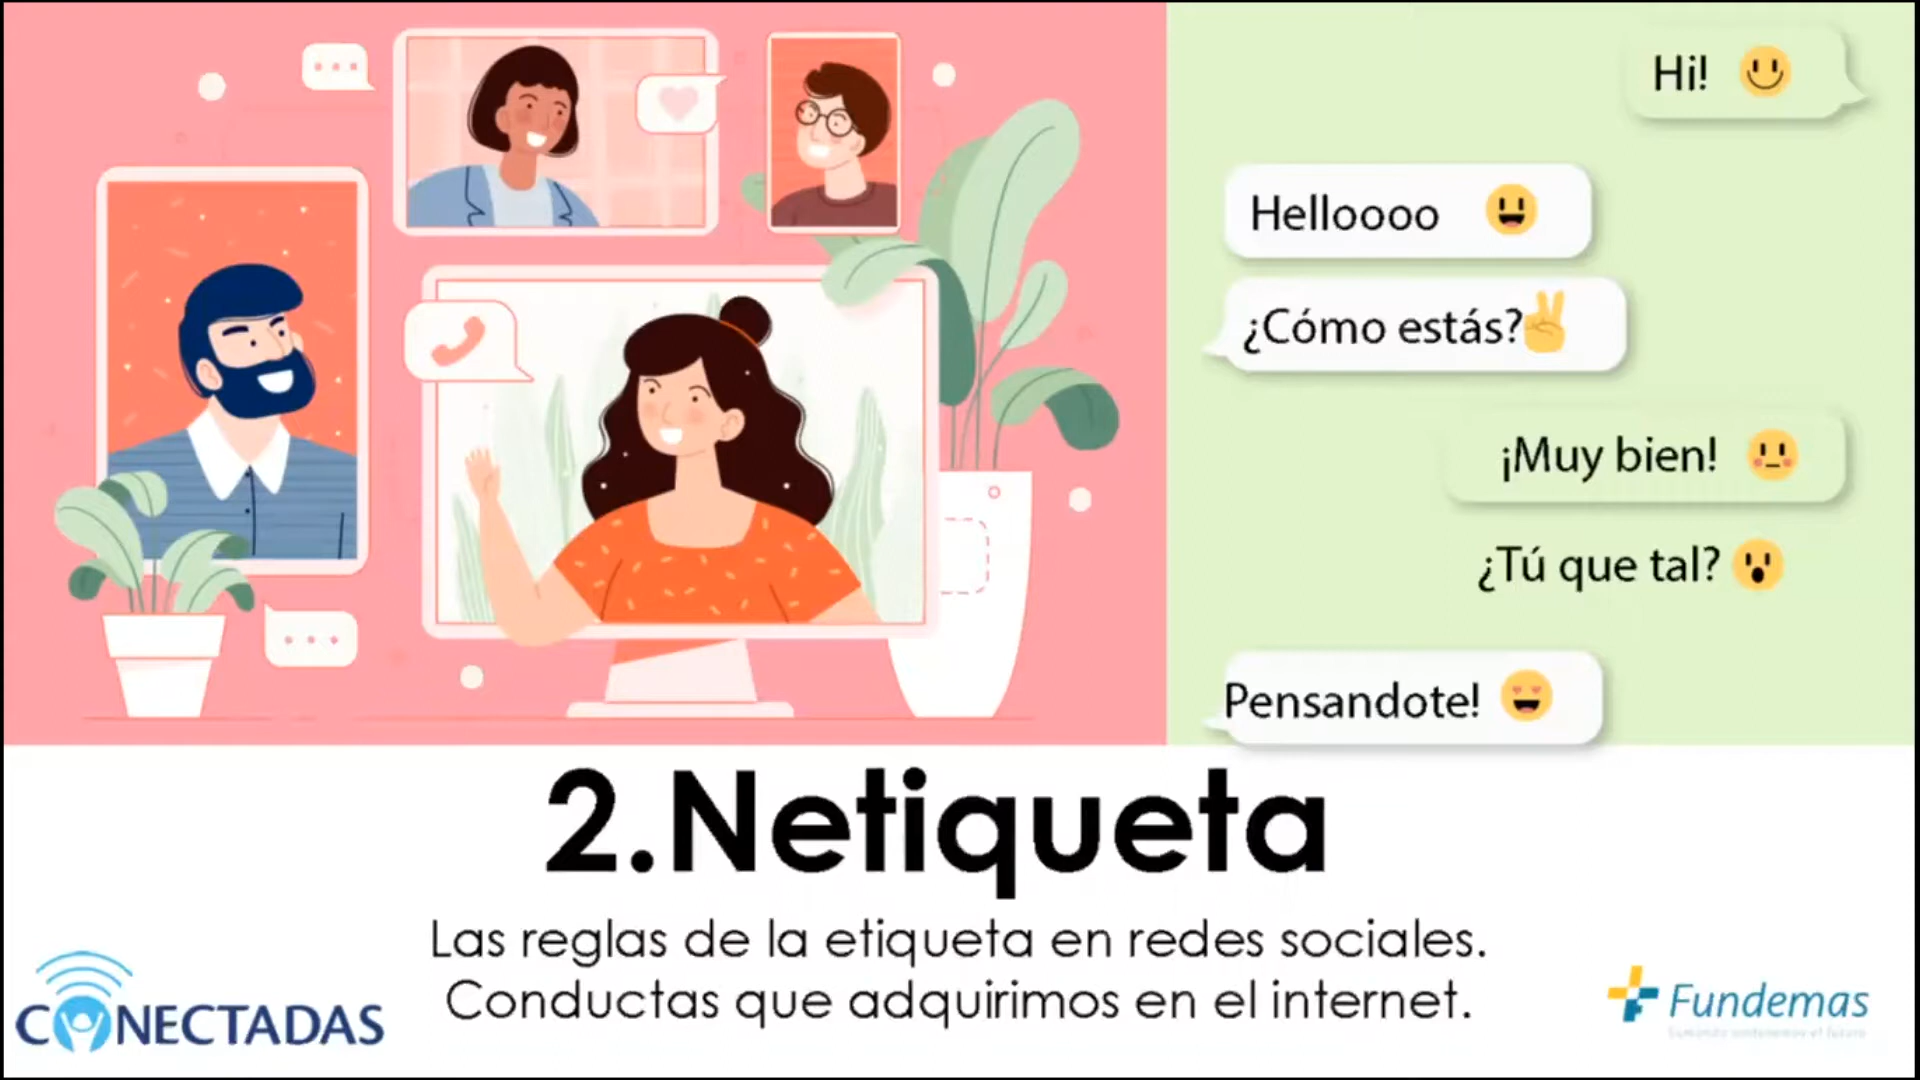 Hi! 🙂
Helloooo 😃
¿Cómo estás?✌
¡Muy bien! 😐
¿Tú que tal? 😮
Pensandote! 😍
2.Netiqueta
Las reglas de la etiqueta en redes sociales.
Conductas que adquirimos en el internet.
CONECTADAS
Fundemas